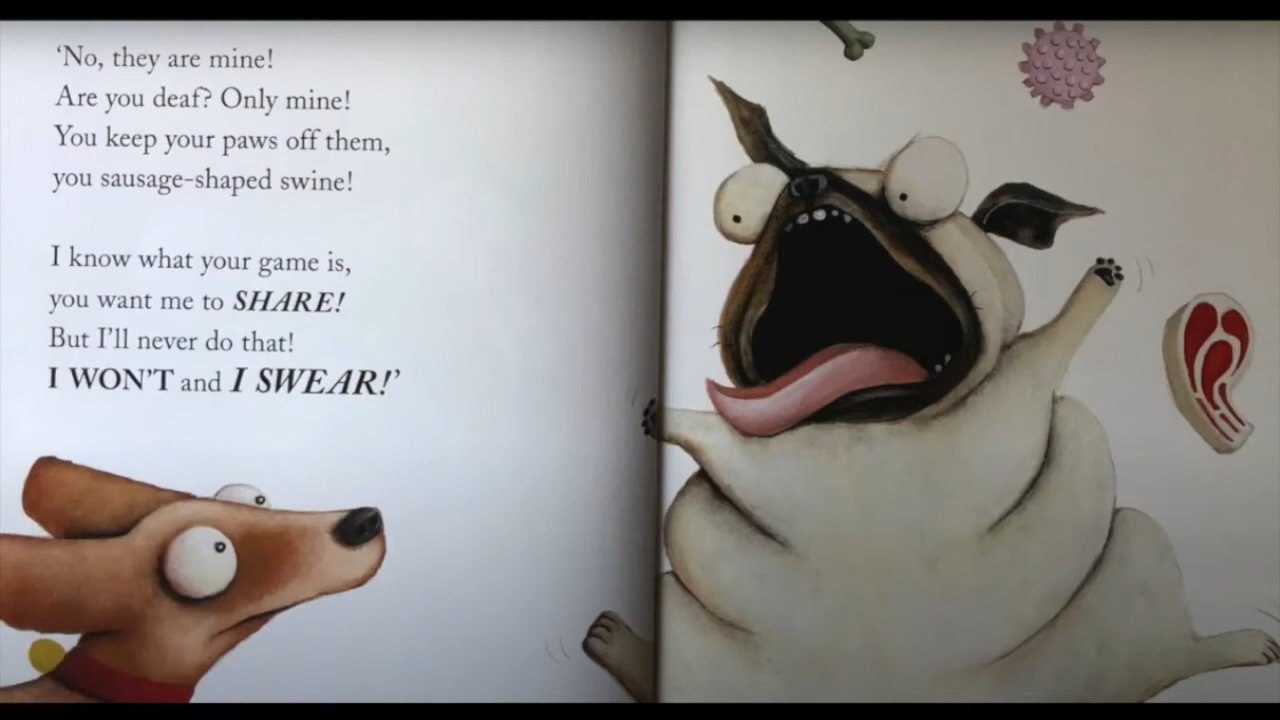 ‘No, they are mine!
Are you deaf? Only mine!
You keep your paws off them,
you sausage-shaped swine!
I know what your game is,
you want me to SHARE!
But I’ll never do that!
I WON’T and I SWEAR!’